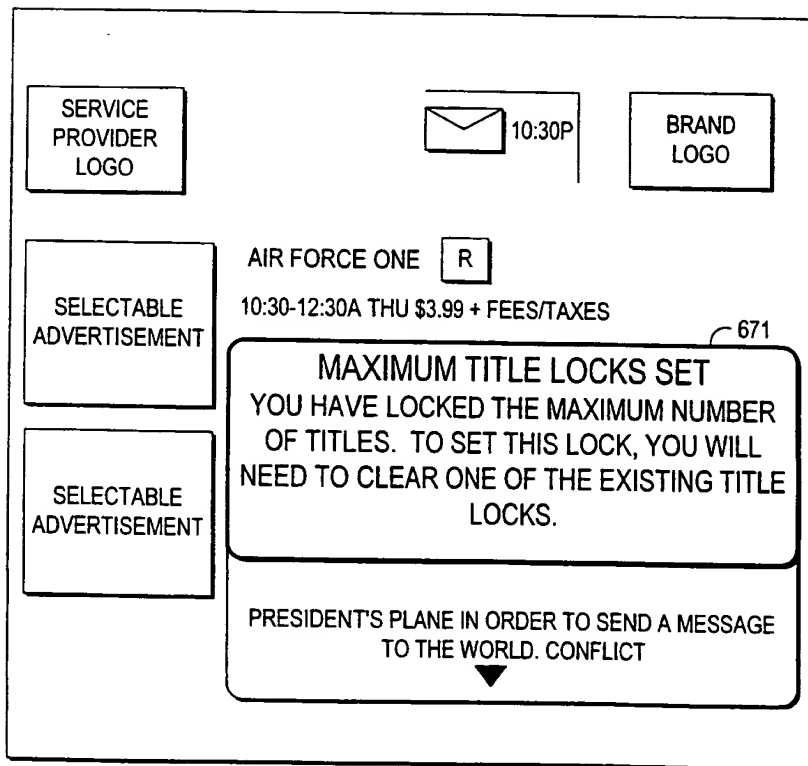 SERVICE
PROVIDER
LOGO
10:30P
BRAND
LOGO
SELECTABLE
ADVERTISEMENT
AIR FORCE ONE R
10:30-12:30A THU $3.99 + FEES/TAXES
671
MAXIMUM TITLE LOCKS SET
YOU HAVE LOCKED THE MAXIMUM NUMBER
OF TITLES. TO SET THIS LOCK, YOU WILL
NEED TO CLEAR ONE OF THE EXISTING TITLE
LOCKS.
SELECTABLE
ADVERTISEMENT
PRESIDENT'S PLANE IN ORDER TO SEND A MESSAGE
TO THE WORLD. CONFLICT